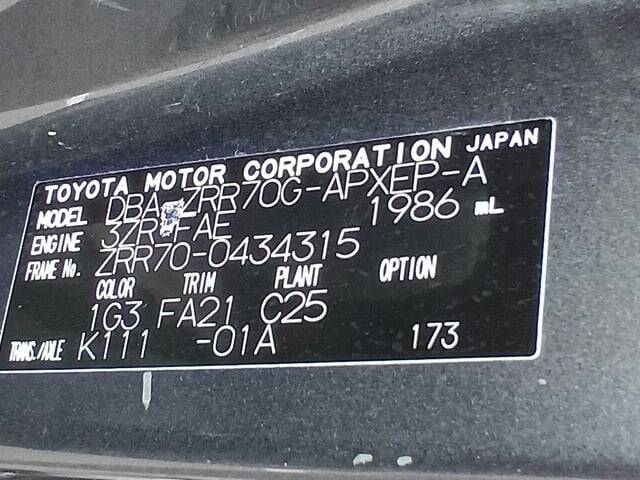 TOYOTA MOTOR CORPORATION JAPAN
MODEL DBA-ZRR70G-APXEP-A
ENGINE 3ZR-FAE 1986 mL
FRAME No. ZRR70-0434315
COLOR TRIM PLANT OPTION
1G3 FA21 C25
TRANS./AXLE K111 -01A 173